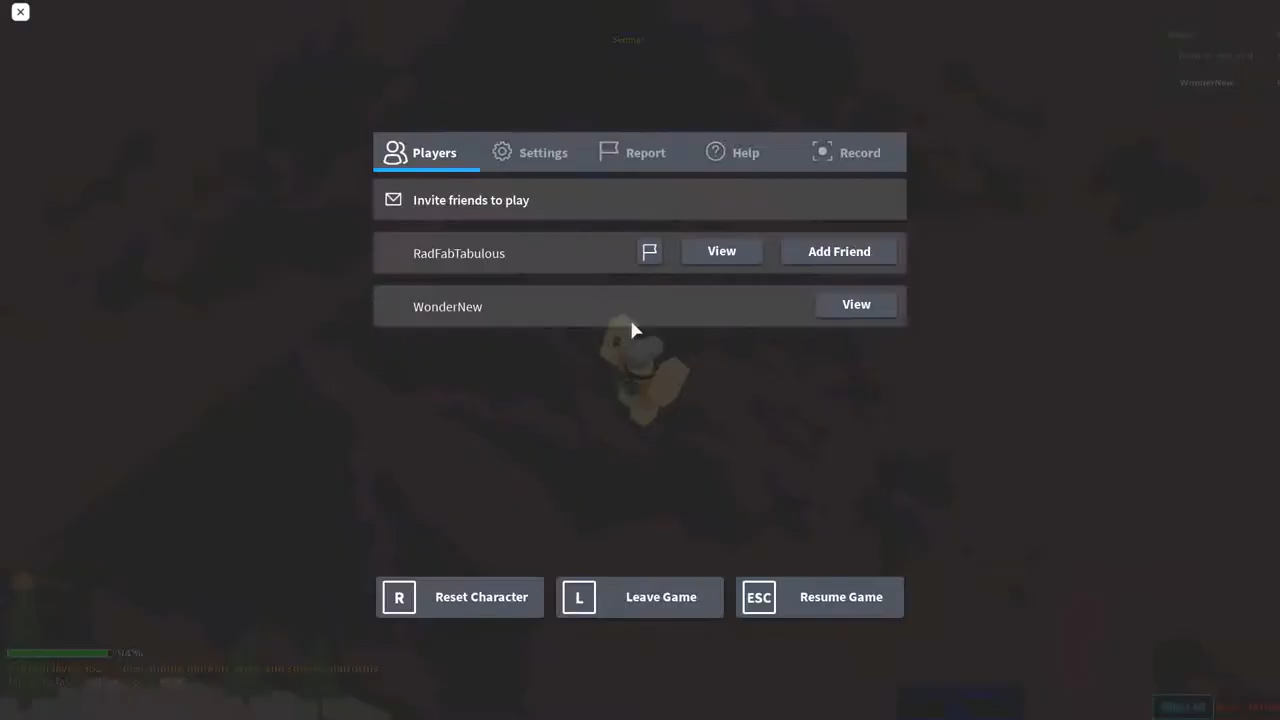 WonderNew
Players
Settings
Report
Help
Record
Invite friends to play
RadFabTabulous
View
Add Friend
WonderNew
View
R
Reset Character
L
Leave Game
ESC
Resume Game